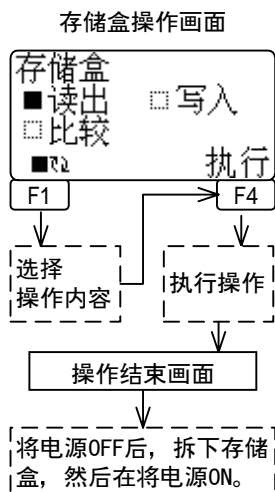 存储盒操作画面
存储盒
■读出 □写入
□比较
■↻ 执行
F1 F4
选择
操作内容
执行操作
操作结束画面
将电源OFF后，拆下存储
盒，然后在将电源ON。